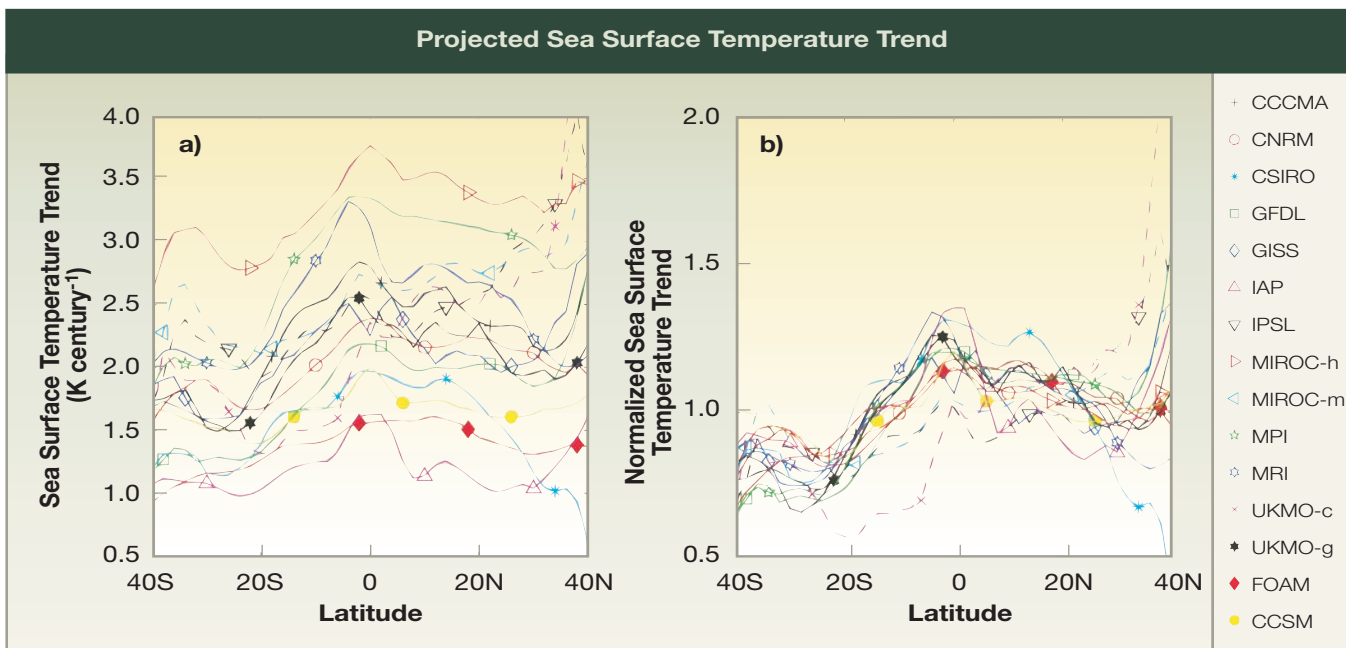 Projected Sea Surface Temperature Trend
a)
Sea Surface Temperature Trend
(K century⁻¹)
4.0
3.5
3.0
2.5
2.0
1.5
1.0
0.5
40S 20S 0 20N 40N
Latitude
b)
Normalized Sea Surface
Temperature Trend
2.0
1.5
1.0
0.5
40S 20S 0 20N 40N
Latitude
CCCMA
CNRM
CSIRO
GFDL
GISS
IAP
IPSL
MIROC-h
MIROC-m
MPI
MRI
UKMO-c
UKMO-g
FOAM
CCSM